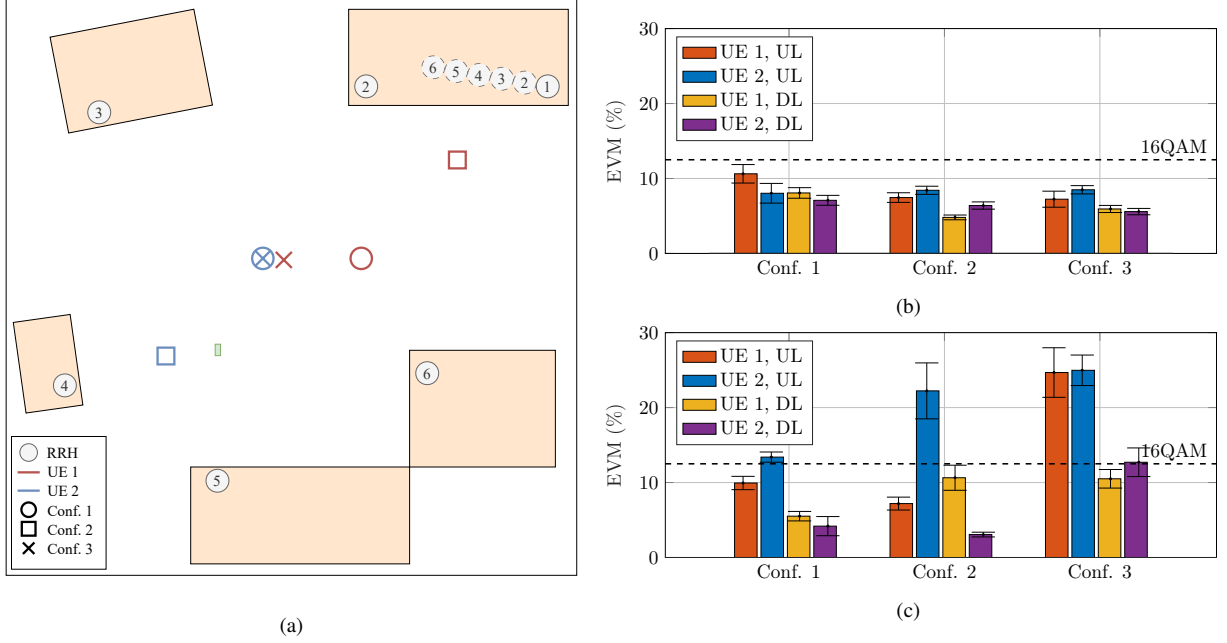 2
6
5
4
3
2
1
3
4
6
5
RRH
UE 1
UE 2
Conf. 1
Conf. 2
Conf. 3
(a)
30
20
10
0
EVM (%)
UE 1, UL
UE 2, UL
UE 1, DL
UE 2, DL
16QAM
Conf. 1
Conf. 2
Conf. 3
(b)
30
20
10
0
EVM (%)
UE 1, UL
UE 2, UL
UE 1, DL
UE 2, DL
16QAM
Conf. 1
Conf. 2
Conf. 3
(c)